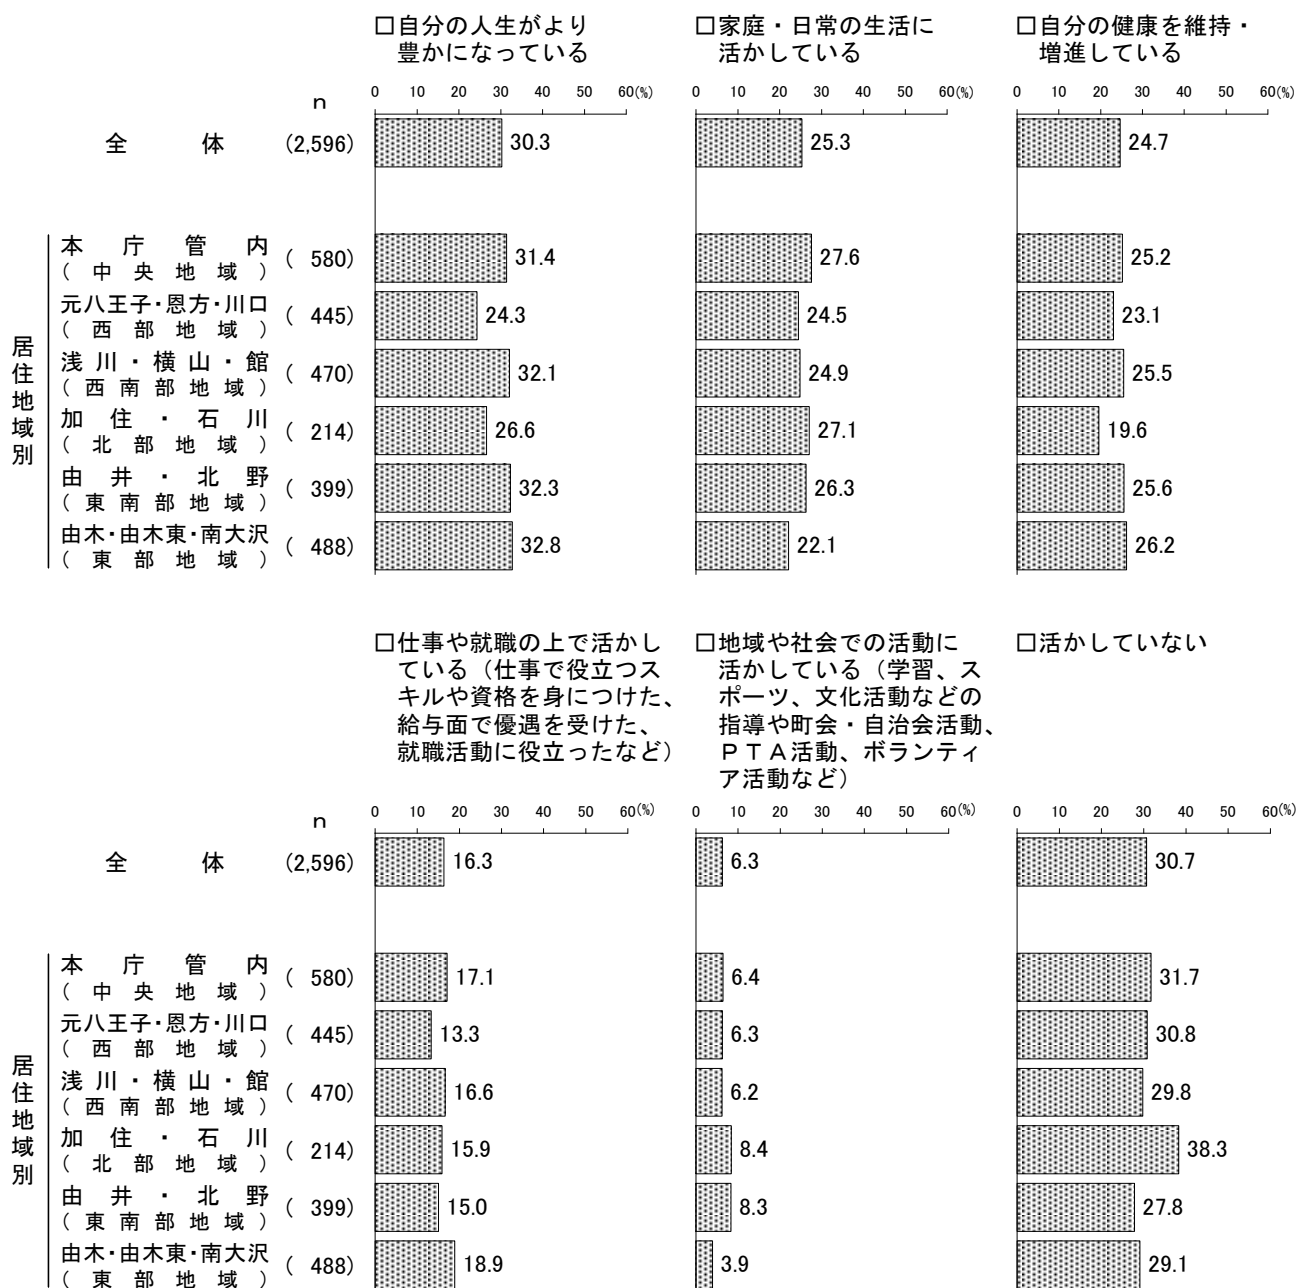 □自分の人生がより
豊かになっている
□家庭・日常の生活に
活かしている
□自分の健康を維持・
増進している
n
0 10 20 30 40 50 60(%)
0 10 20 30 40 50 60(%)
0 10 20 30 40 50 60(%)
全体 (2,596) 30.3 25.3 24.7
居住地域別
本庁管内
(中央地域) ( 580) 31.4 27.6 25.2
元八王子・恩方・川口
(西部地域) ( 445) 24.3 24.5 23.1
浅川・横山・館
(西南部地域) ( 470) 32.1 24.9 25.5
加住・石川
(北部地域) ( 214) 26.6 27.1 19.6
由井・北野
(東南部地域) ( 399) 32.3 26.3 25.6
由木・由木東・南大沢
(東部地域) ( 488) 32.8 22.1 26.2
□仕事や就職の上で活かし
ている(仕事で役立つス
キルや資格を身につけた、
給与面で優遇を受けた、
就職活動に役立ったなど)
□地域や社会での活動に
活かしている(学習、ス
ポーツ、文化活動などの
指導や町会・自治会活動、
PTA活動、ボランティ
ア活動など)
□活かしていない
n
0 10 20 30 40 50 60(%)
0 10 20 30 40 50 60(%)
0 10 20 30 40 50 60(%)
全体 (2,596) 16.3 6.3 30.7
居住地域別
本庁管内
(中央地域) ( 580) 17.1 6.4 31.7
元八王子・恩方・川口
(西部地域) ( 445) 13.3 6.3 30.8
浅川・横山・館
(西南部地域) ( 470) 16.6 6.2 29.8
加住・石川
(北部地域) ( 214) 15.9 8.4 38.3
由井・北野
(東南部地域) ( 399) 15.0 8.3 27.8
由木・由木東・南大沢
(東部地域) ( 488) 18.9 3.9 29.1